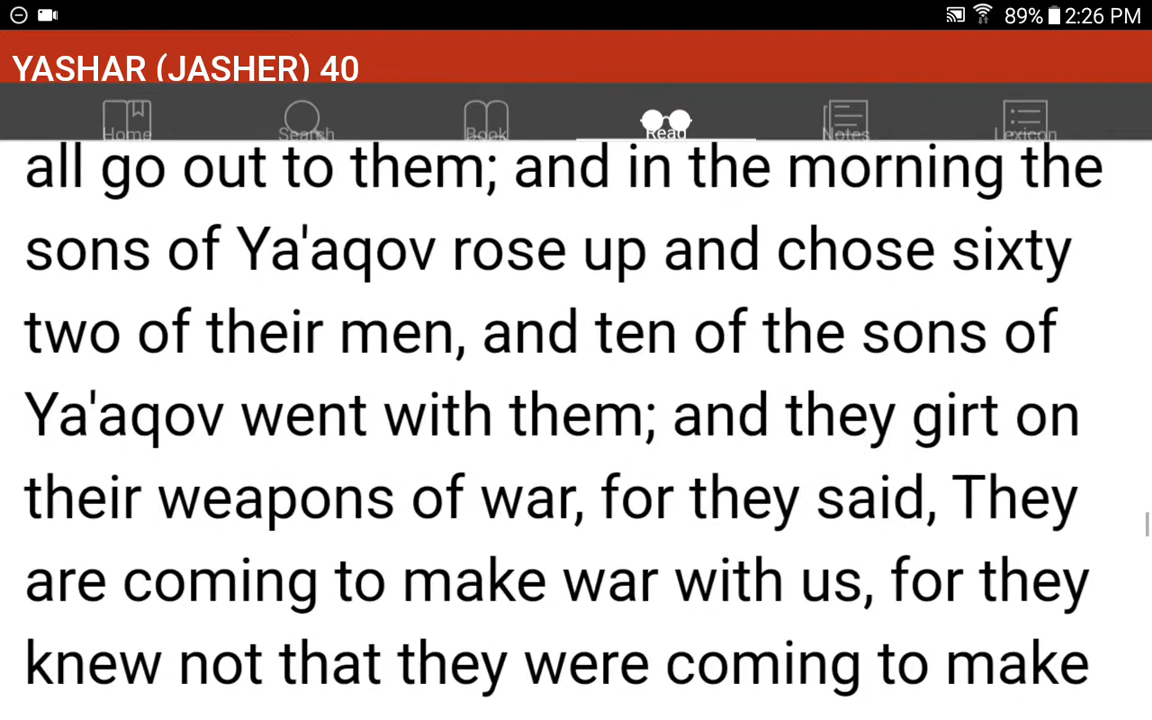 89% 2:26 PM
YASHAR (JASHER) 40
Home Search Book Read Notes Lexicon
all go out to them; and in the morning the
sons of Ya'aqov rose up and chose sixty
two of their men, and ten of the sons of
Ya'aqov went with them; and they girt on
their weapons of war, for they said, They
are coming to make war with us, for they
knew not that they were coming to make